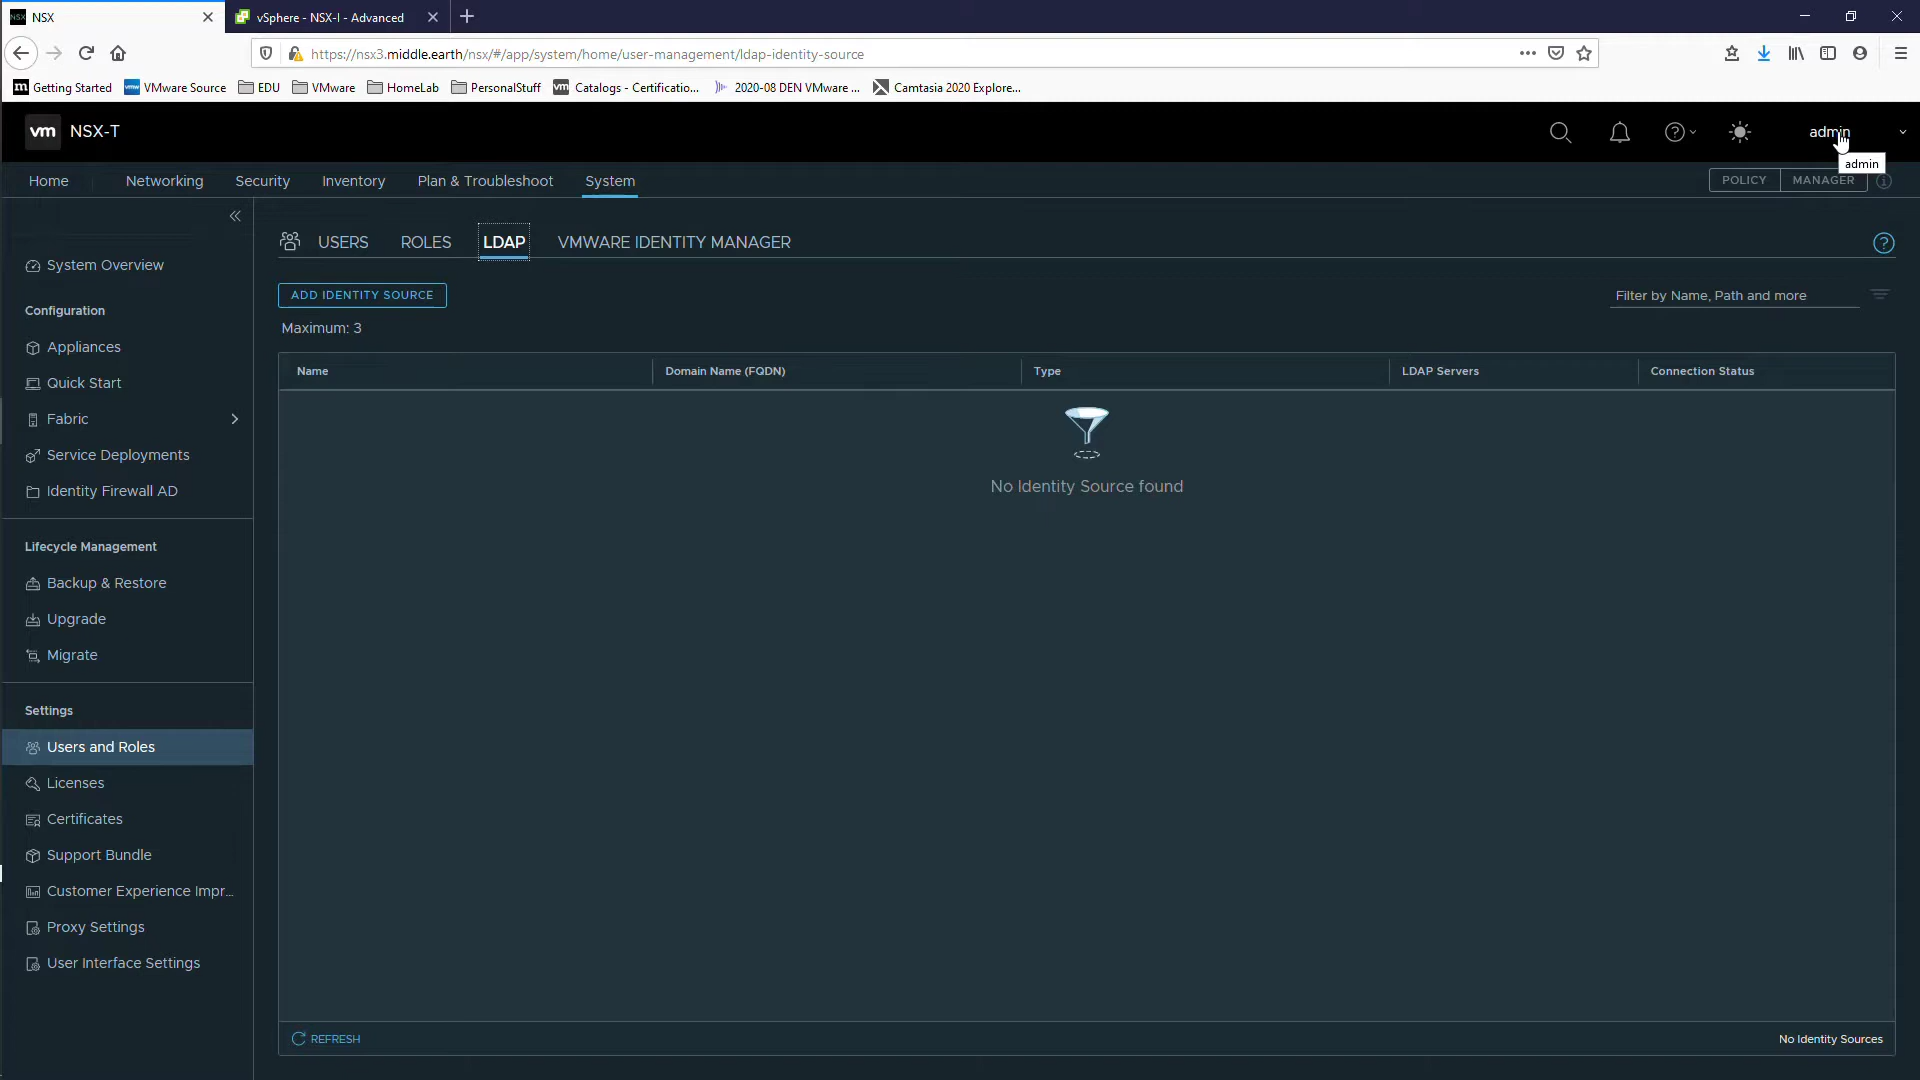 NSX
vSphere - NSX-I - Advanced
https://nsx3.middle.earth/nsx/#/app/system/home/user-management/ldap-identity-source
Getting Started
VMware Source
EDU
VMware
HomeLab
PersonalStuff
Catalogs - Certificatio...
2020-08 DEN VMware ...
Camtasia 2020 Explore...
vm NSX-T
admin
admin
Home
Networking
Security
Inventory
Plan & Troubleshoot
System
POLICY
MANAGER
System Overview
Configuration
Appliances
Quick Start
Fabric
Service Deployments
Identity Firewall AD
Lifecycle Management
Backup & Restore
Upgrade
Migrate
Settings
Users and Roles
Licenses
Certificates
Support Bundle
Customer Experience Impr...
Proxy Settings
User Interface Settings
USERS
ROLES
LDAP
VMWARE IDENTITY MANAGER
ADD IDENTITY SOURCE
Filter by Name, Path and more
Maximum: 3
Name
Domain Name (FQDN)
Type
LDAP Servers
Connection Status
No Identity Source found
REFRESH
No Identity Sources